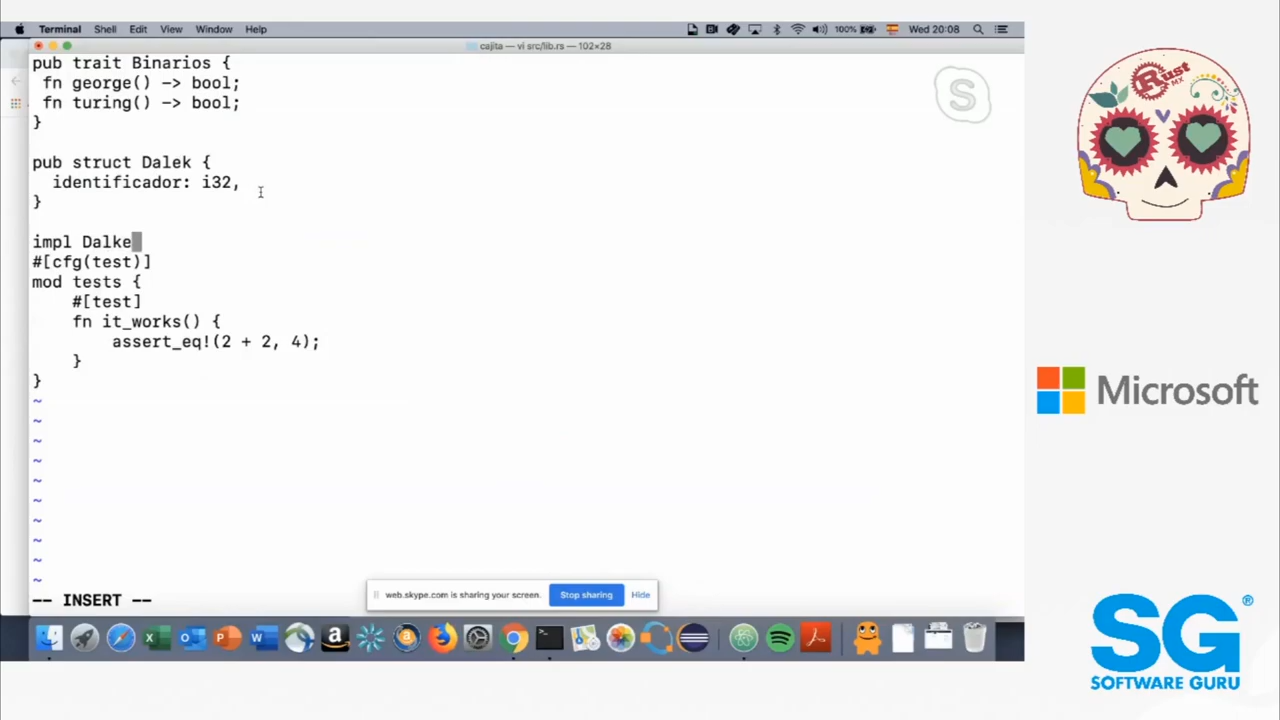 Terminal Shell Edit View Window Help
100% Wed 20:08
cajita — vi src/lib.rs — 102×28
pub trait Binarios {
fn george() -> bool;
fn turing() -> bool;
}
pub struct Dalek {
identificador: i32,
}
impl Dalke
#[cfg(test)]
mod tests {
#[test]
fn it_works() {
assert_eq!(2 + 2, 4);
}
}
~
~
~
~
~
~
~
~
~
~
-- INSERT --
web.skype.com is sharing your screen. Stop sharing Hide
S
Rust
MX
Microsoft
SG®
SOFTWARE GURU